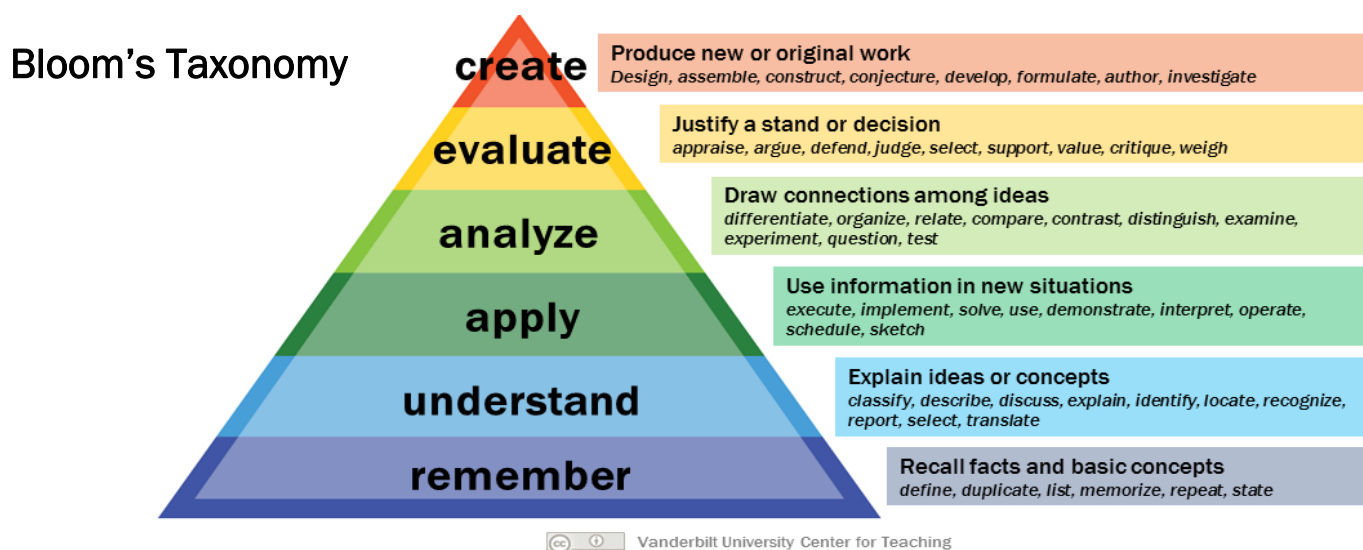 Bloom's Taxonomy
create
Produce new or original work
Design, assemble, construct, conjecture, develop, formulate, author, investigate
evaluate
Justify a stand or decision
appraise, argue, defend, judge, select, support, value, critique, weigh
analyze
Draw connections among ideas
differentiate, organize, relate, compare, contrast, distinguish, examine,
experiment, question, test
apply
Use information in new situations
execute, implement, solve, use, demonstrate, interpret, operate,
schedule, sketch
understand
Explain ideas or concepts
classify, describe, discuss, explain, identify, locate, recognize,
report, select, translate
remember
Recall facts and basic concepts
define, duplicate, list, memorize, repeat, state
cc Vanderbilt University Center for Teaching